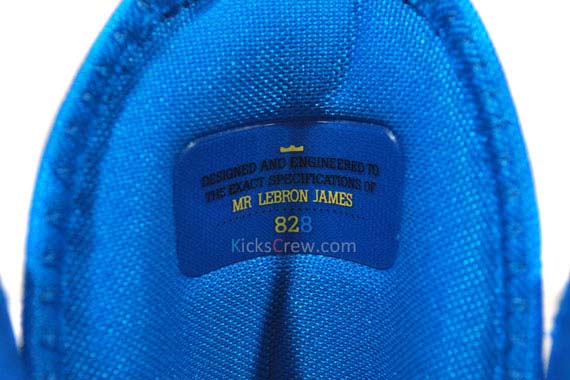 DESIGNED AND ENGINEERED TO
THE EXACT SPECIFICATIONS OF
MR LEBRON JAMES
828
KicksCrew.com